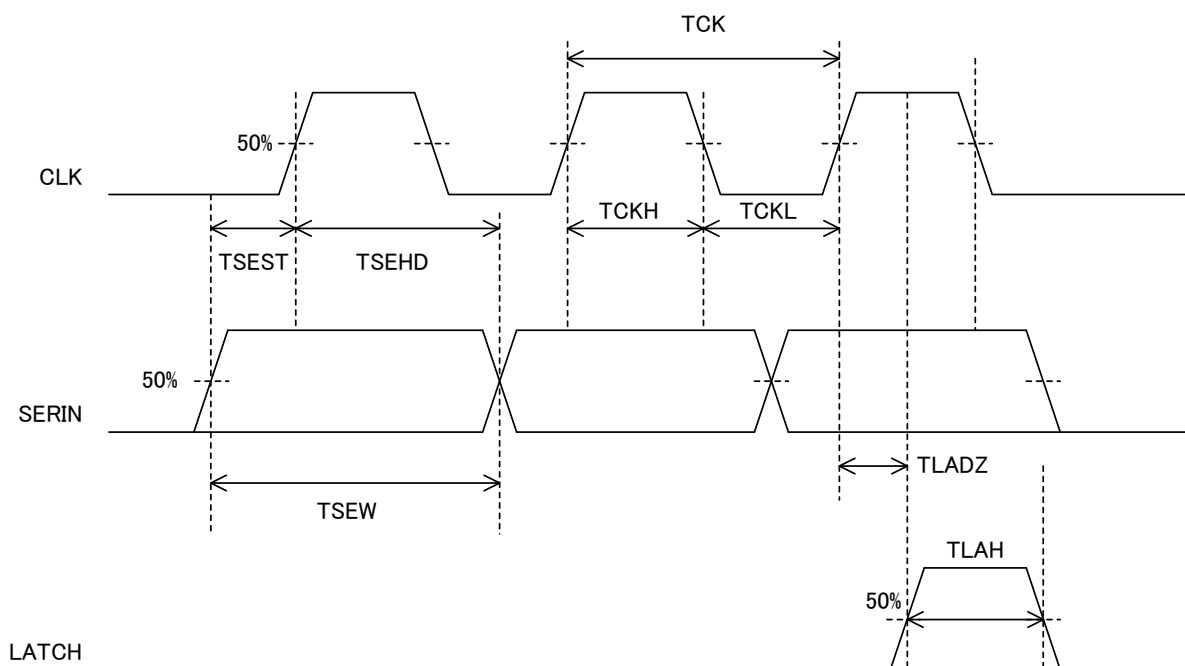 TCK
50%
CLK
TCKH
TCKL
TSEST
TSEHD
50%
SERIN
TLADZ
TSEW
TLAH
50%
LATCH